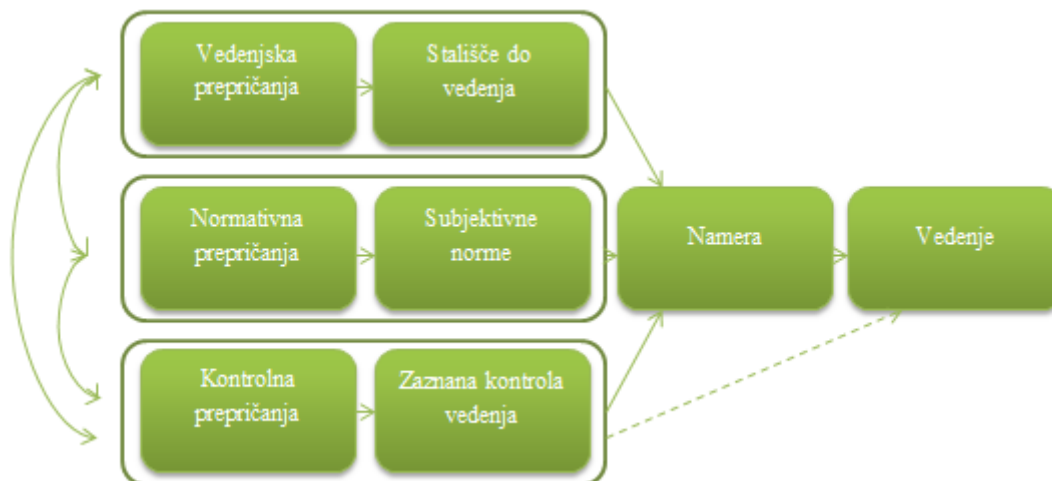 Vedenjska
prepričanja
Stališče do
vedenja
Normativna
prepričanja
Subjektivne
norme
Namera
Vedenje
Kontrolna
prepričanja
Zaznana kontrola
vedenja